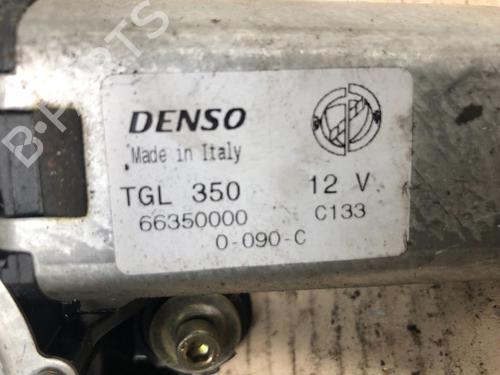 B-PARTS
DENSO
Made in Italy
TGL 350 12 V
66350000 C133
0-090-C